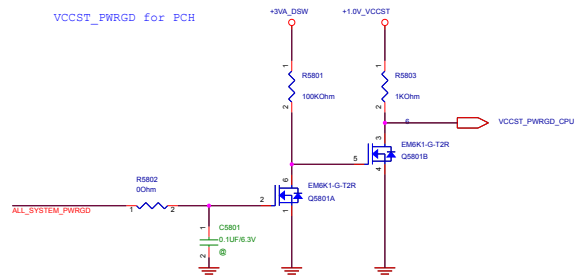 VCCST_PWRGD for PCH
+3VA_DSW
+1.0V_VCCST
1
R5801
100KOhm
2
1
R5803
1KOhm
2
6
VCCST_PWRGD_CPU
3
5
EM6K1-G-T2R
Q5801B
4
R5802
0Ohm
6
EM6K1-G-T2R
2
Q5801A
1
ALL_SYSTEM_PWRGD
1
2
1
C5801
0.1UF/6.3V
2
@